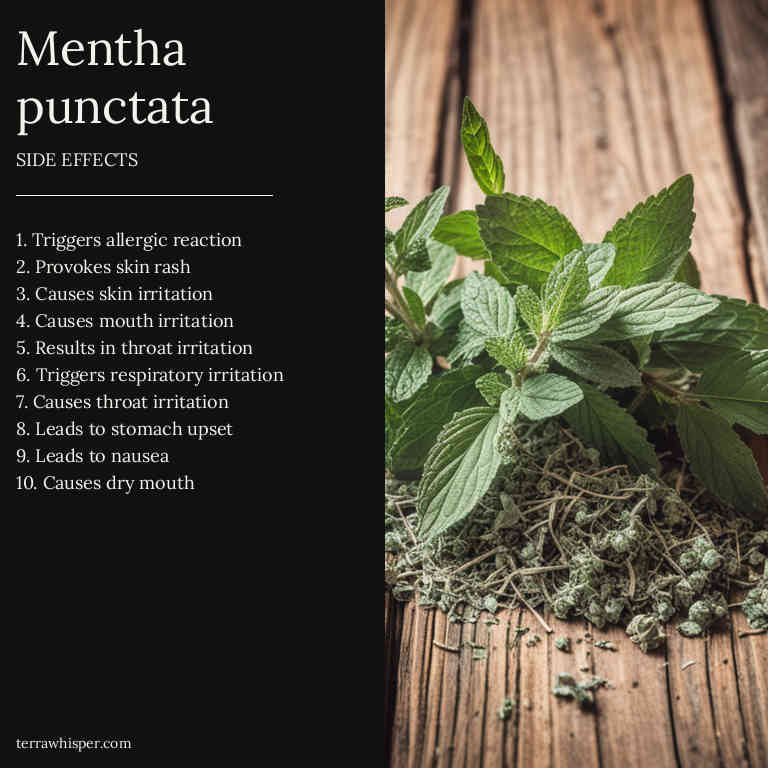 Mentha
punctata
SIDE EFFECTS
1. Triggers allergic reaction
2. Provokes skin rash
3. Causes skin irritation
4. Causes mouth irritation
5. Results in throat irritation
6. Triggers respiratory irritation
7. Causes throat irritation
8. Leads to stomach upset
9. Leads to nausea
10. Causes dry mouth
terrawhisper.com